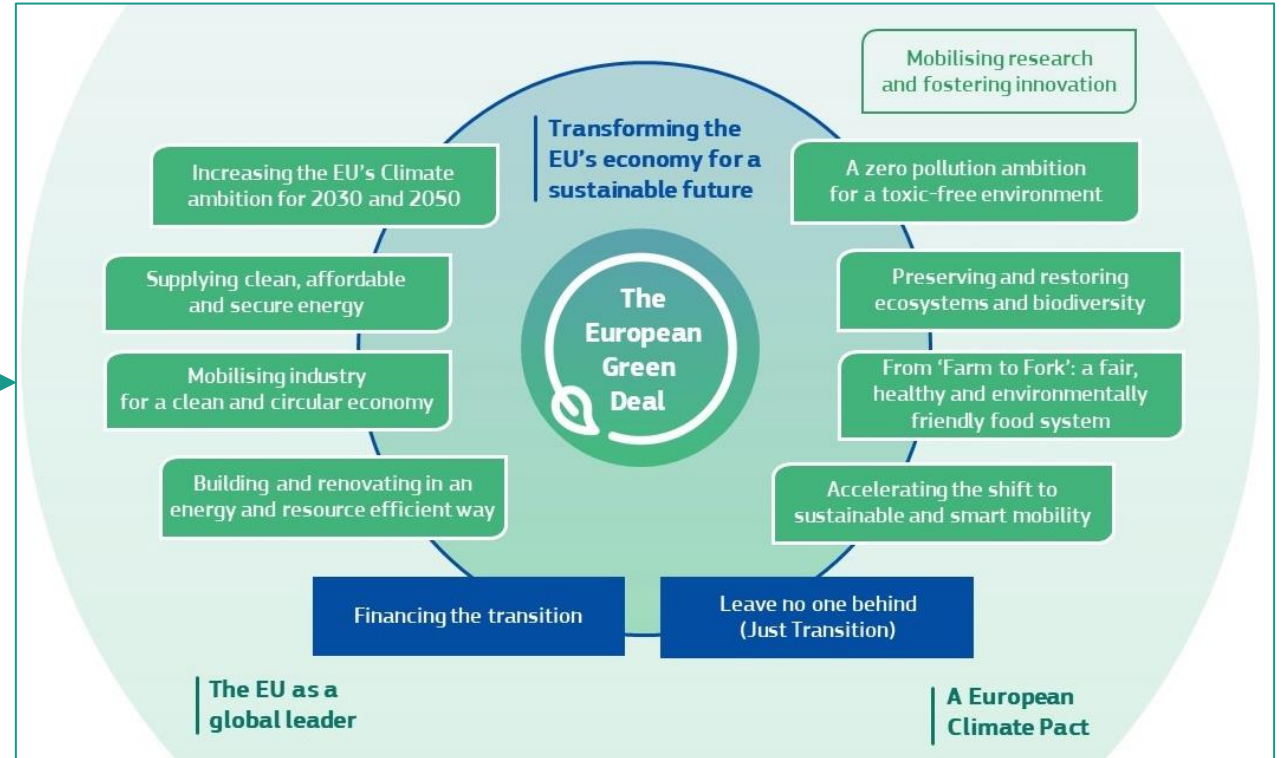 Mobilising research
and fostering innovation
Transforming the
EU's economy for a
sustainable future
Increasing the EU's Climate
ambition for 2030 and 2050
A zero pollution ambition
for a toxic-free environment
Supplying clean, affordable
and secure energy
Preserving and restoring
ecosystems and biodiversity
The
European
Green
Deal
Mobilising industry
for a clean and circular economy
From ‘Farm to Fork’: a fair,
healthy and environmentally
friendly food system
Building and renovating in an
energy and resource efficient way
Accelerating the shift to
sustainable and smart mobility
Financing the transition
Leave no one behind
(Just Transition)
The EU as a
global leader
A European
Climate Pact